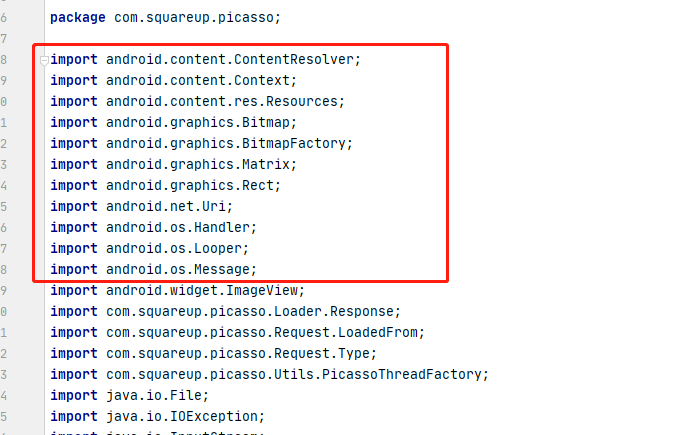 6 package com.squareup.picasso;
7
8 import android.content.ContentResolver;
9 import android.content.Context;
0 import android.content.res.Resources;
1 import android.graphics.Bitmap;
2 import android.graphics.BitmapFactory;
3 import android.graphics.Matrix;
4 import android.graphics.Rect;
5 import android.net.Uri;
6 import android.os.Handler;
7 import android.os.Looper;
8 import android.os.Message;
9 import android.widget.ImageView;
0 import com.squareup.picasso.Loader.Response;
1 import com.squareup.picasso.Request.LoadedFrom;
2 import com.squareup.picasso.Request.Type;
3 import com.squareup.picasso.Utils.PicassoThreadFactory;
4 import java.io.File;
5 import java.io.IOException;
import java.io.InputStream;